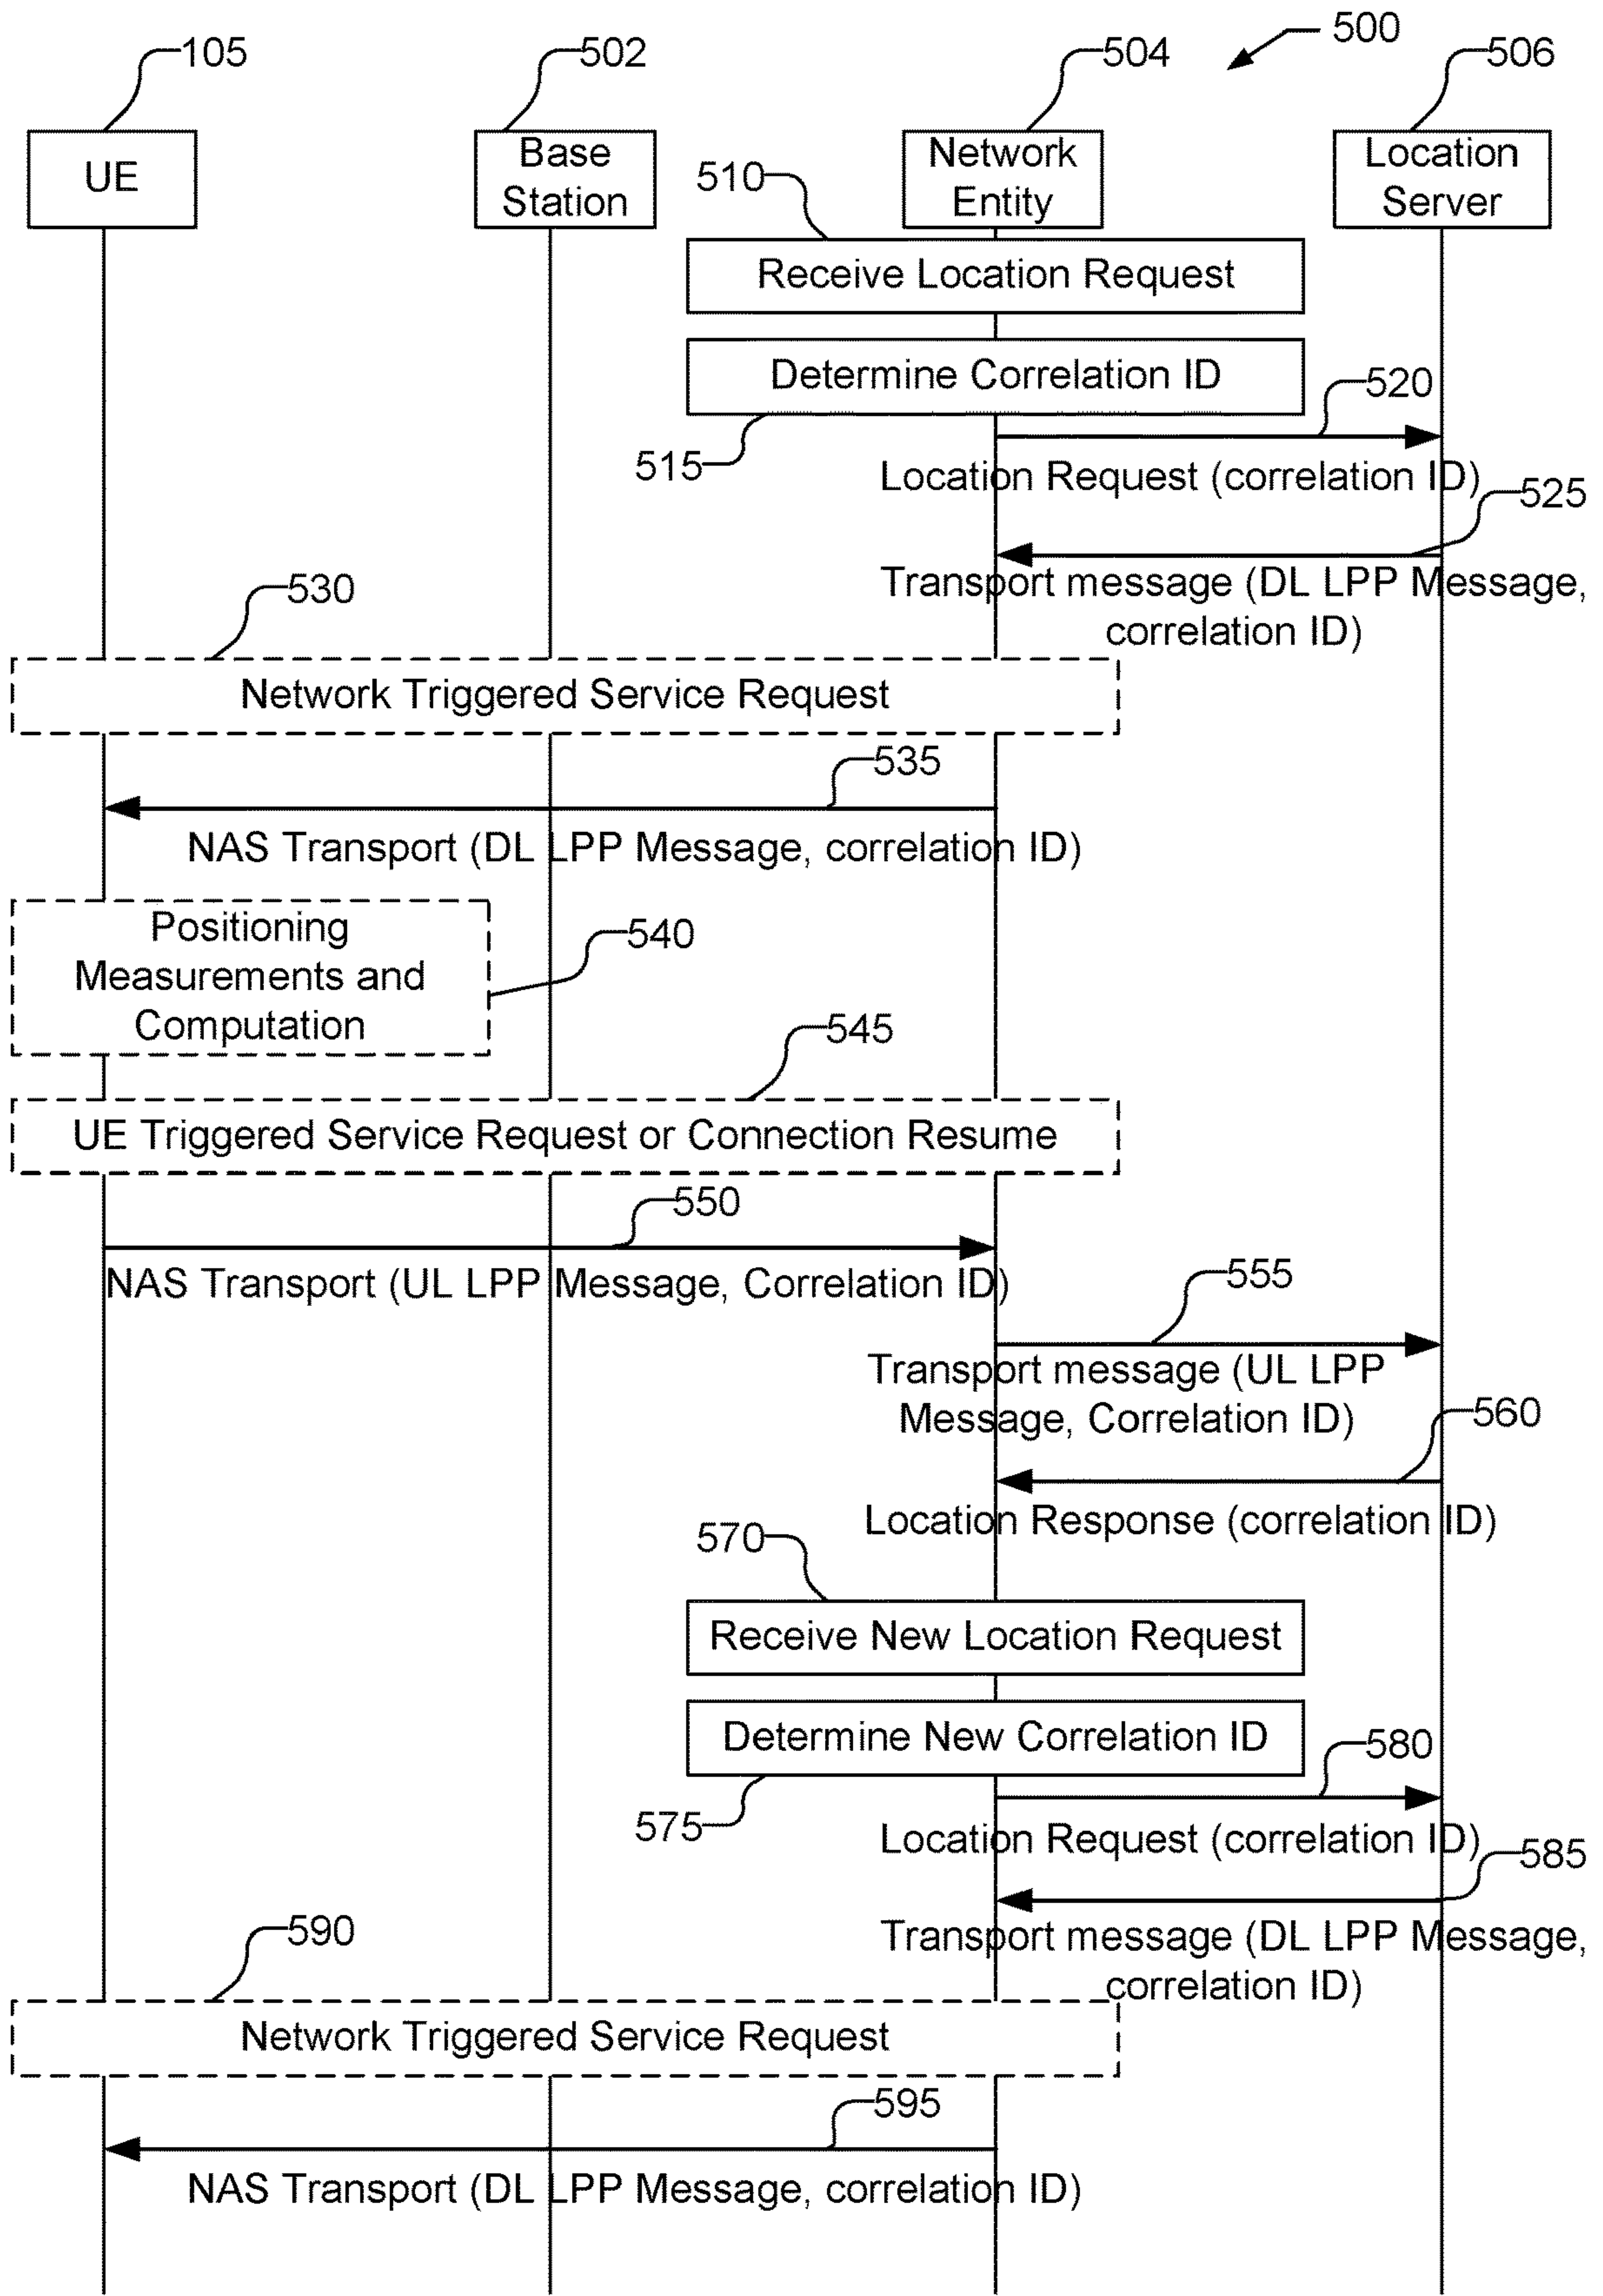 500
105
502
504
506
UE
Base
Station
Network
Entity
Location
Server
510
Receive Location Request
Determine Correlation ID
515
520
Location Request (correlation ID)
525
Transport message (DL LPP Message,
correlation ID)
530
Network Triggered Service Request
535
NAS Transport (DL LPP Message, correlation ID)
Positioning
Measurements and
Computation
540
545
UE Triggered Service Request or Connection Resume
550
NAS Transport (UL LPP Message, Correlation ID)
555
Transport message (UL LPP
Message, Correlation ID)
560
Location Response (correlation ID)
570
Receive New Location Request
Determine New Correlation ID
575
580
Location Request (correlation ID)
585
Transport message (DL LPP Message,
correlation ID)
590
Network Triggered Service Request
595
NAS Transport (DL LPP Message, correlation ID)